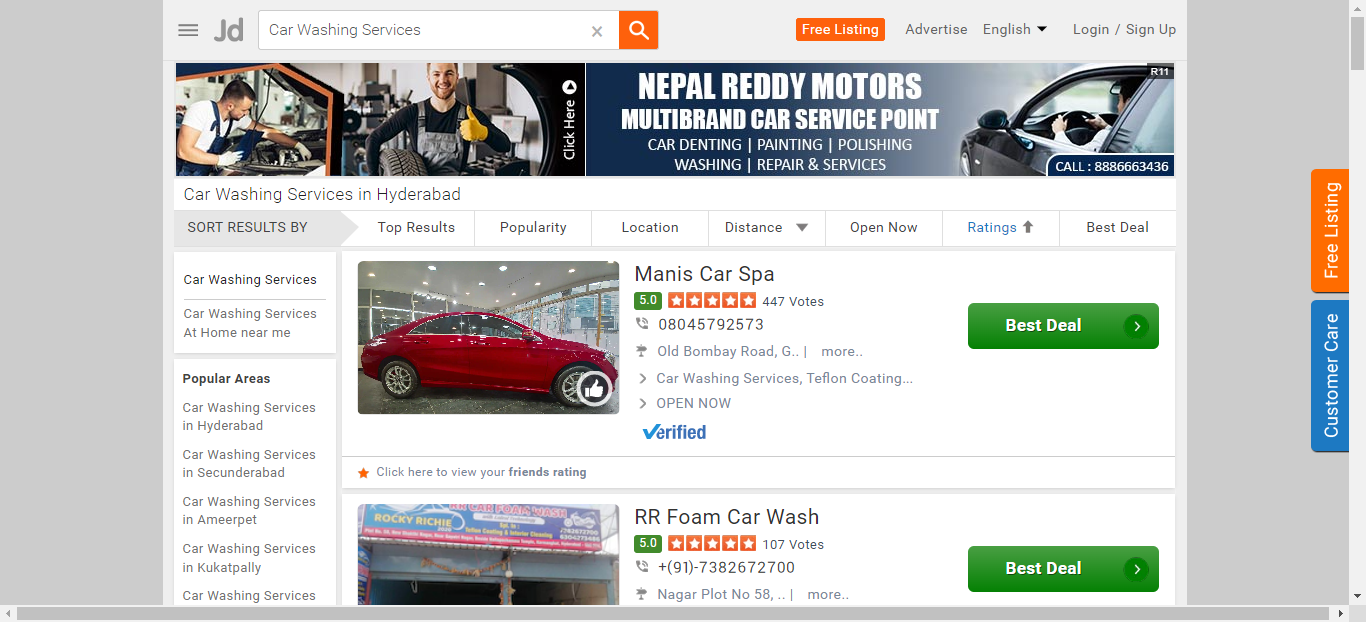 Jd
Car Washing Services
Free Listing
Advertise
English
Login / Sign Up
Click Here
NEPAL REDDY MOTORS
MULTIBRAND CAR SERVICE POINT
CAR DENTING | PAINTING | POLISHING
WASHING | REPAIR & SERVICES
R11
CALL : 8886663436
Car Washing Services in Hyderabad
SORT RESULTS BY
Top Results
Popularity
Location
Distance
Open Now
Ratings
Best Deal
Car Washing Services
Car Washing Services
At Home near me
Popular Areas
Car Washing Services
in Hyderabad
Car Washing Services
in Secunderabad
Car Washing Services
in Ameerpet
Car Washing Services
in Kukatpally
Car Washing Services
Manis Car Spa
5.0 447 Votes
08045792573
Old Bombay Road, G.. | more..
Car Washing Services, Teflon Coating...
OPEN NOW
Verified
Best Deal
Click here to view your friends rating
RR CAR FOAM WASH
ROCKY RICHIE
Teflon Coating & Interior Cleaning
RR Foam Car Wash
5.0 107 Votes
+(91)-7382672700
Nagar Plot No 58, .. | more..
Best Deal
Free Listing
Customer Care